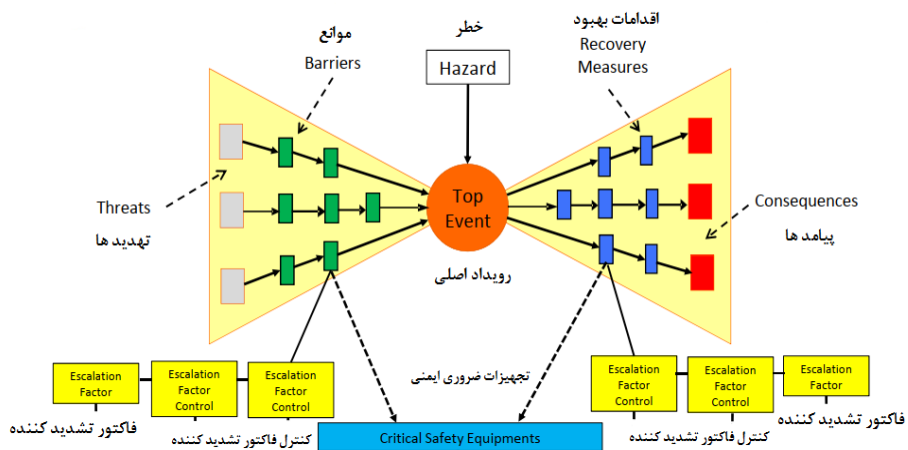 خطر
Hazard
موانع
Barriers
اقدامات بهبود
Recovery
Measures
Threats
تهدید ها
Top
Event
رویداد اصلی
Consequences
پیامد ها
Escalation
Factor
فاکتور تشدید کننده
Escalation
Factor
Control
Escalation
Factor
Control
کنترل فاکتور تشدید کننده
تجهیزات ضروری ایمنی
Critical Safety Equipments
Escalation
Factor
Control
Escalation
Factor
Control
کنترل فاکتور تشدید کننده
Escalation
Factor
فاکتور تشدید کننده